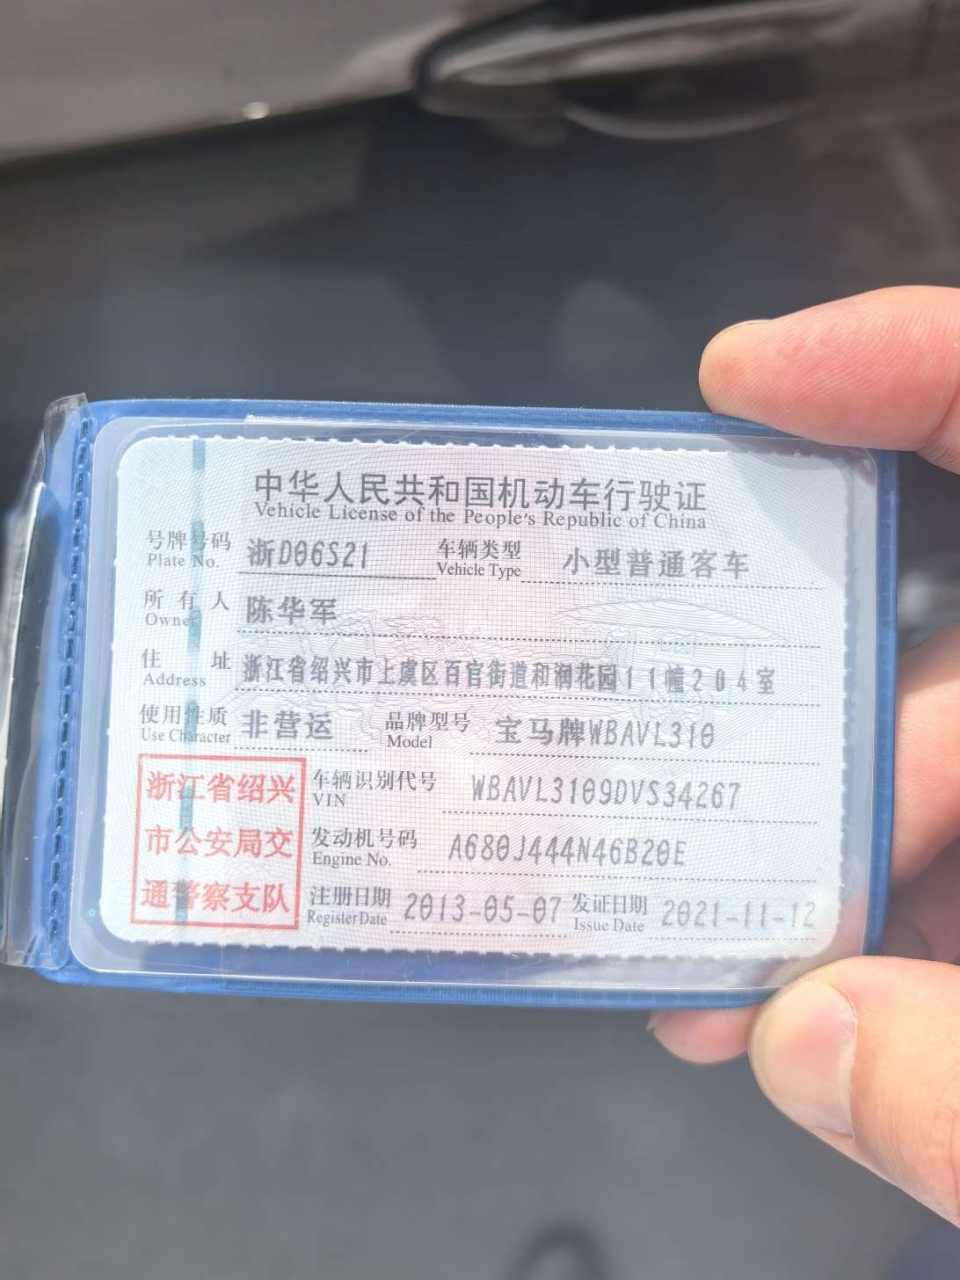 中华人民共和国机动车行驶证
Vehicle License of the People's Republic of China
号牌号码 浙D06S21 车辆类型 小型普通客车
Plate No. Vehicle Type
所有人 陈华军
Owner
住址 浙江省绍兴市上虞区百官街道和润花园11幢204室
Address
使用性质 非营运 品牌型号 宝马牌WBAVL310
Use Character Model
浙江省绍兴
市公安局交
通警察支队
车辆识别代号 WBAVL3109DVS34267
VIN
发动机号码 A680J444N46B20E
Engine No.
注册日期 2013-05-07 发证日期 2021-11-12
Register Date Issue Date